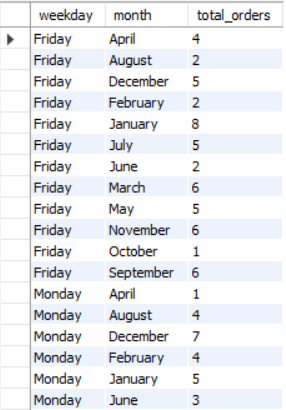 weekday month total_orders
Friday April 4
Friday August 2
Friday December 5
Friday February 2
Friday January 8
Friday July 5
Friday June 2
Friday March 6
Friday May 5
Friday November 6
Friday October 1
Friday September 6
Monday April 1
Monday August 4
Monday December 7
Monday February 4
Monday January 5
Monday June 3